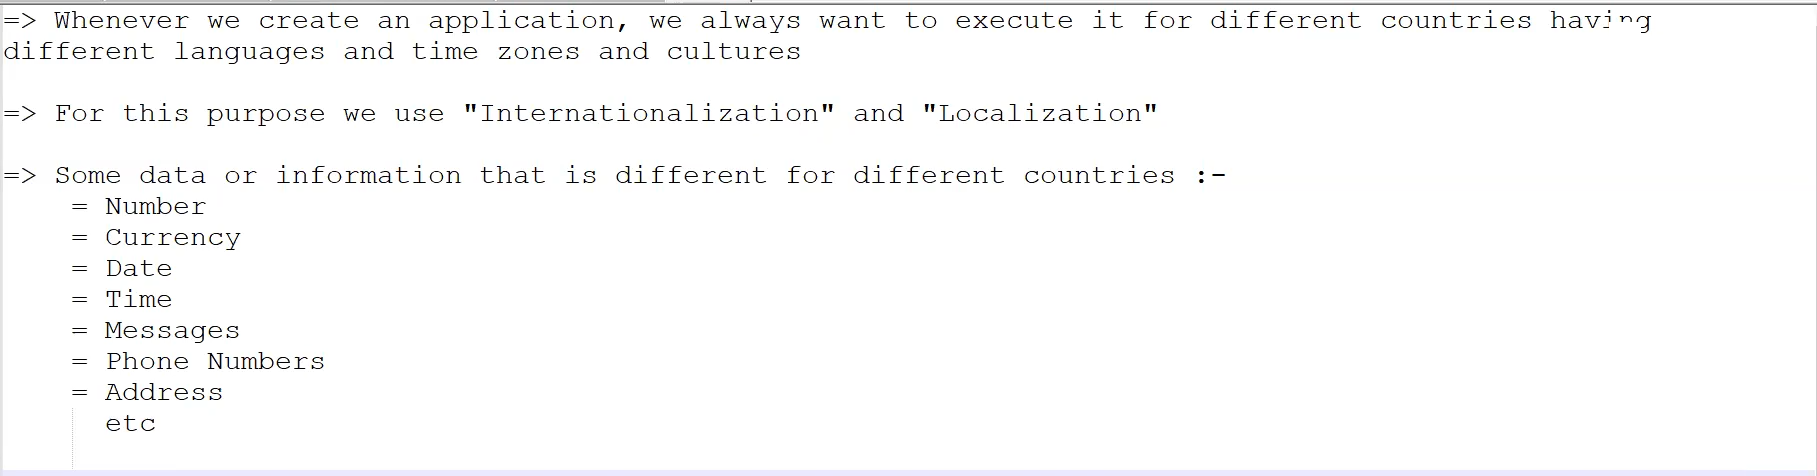 => Whenever we create an application, we always want to execute it for different countries having
different languages and time zones and cultures
=> For this purpose we use "Internationalization" and "Localization"
=> Some data or information that is different for different countries :-
= Number
= Currency
= Date
= Time
= Messages
= Phone Numbers
= Address
etc